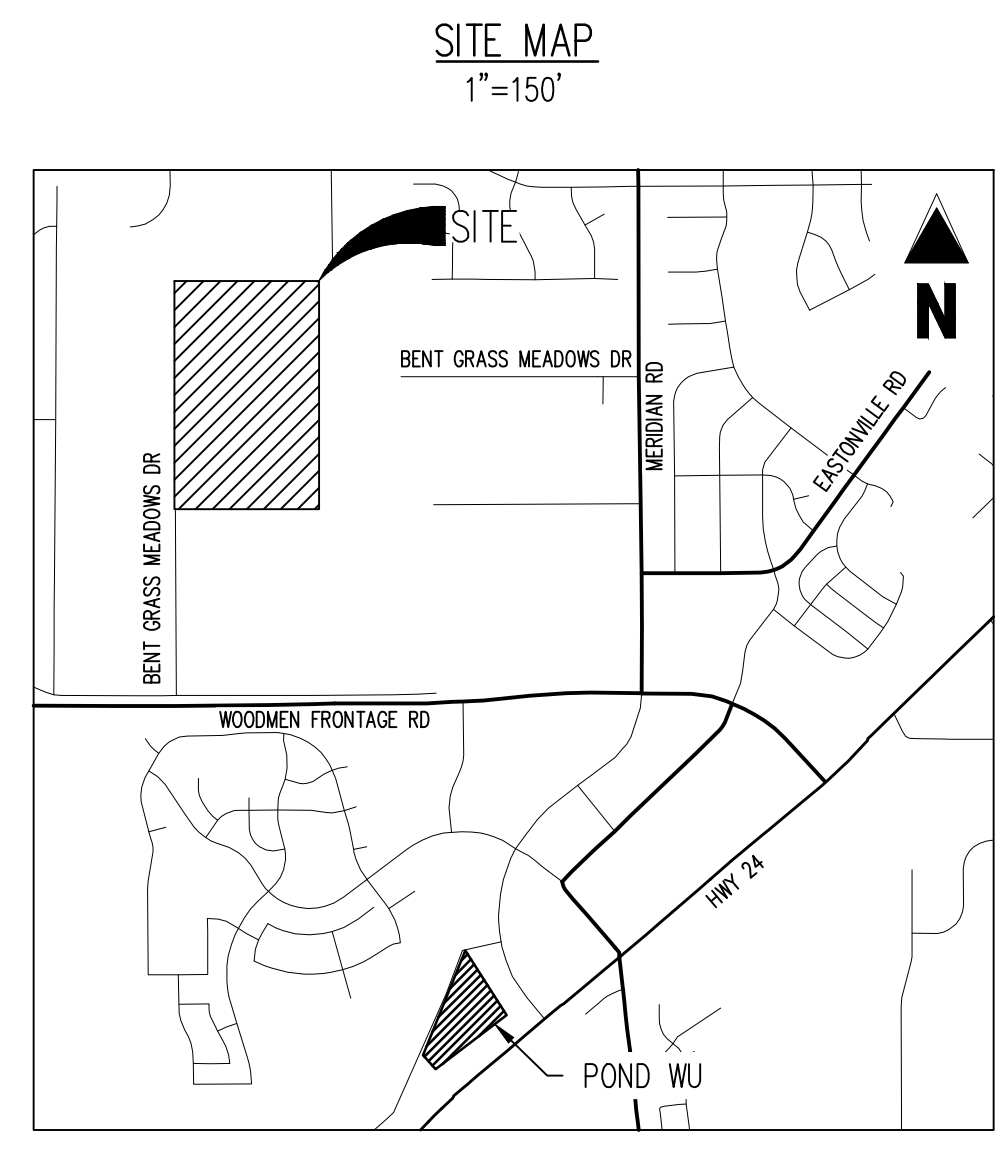 SITE MAP
1"=150'
SITE
N
BENT GRASS MEADOWS DR
MERIDIAN RD
EASTONVILLE RD
BENT GRASS MEADOWS DR
WOODMEN FRONTAGE RD
HWY 24
POND WU